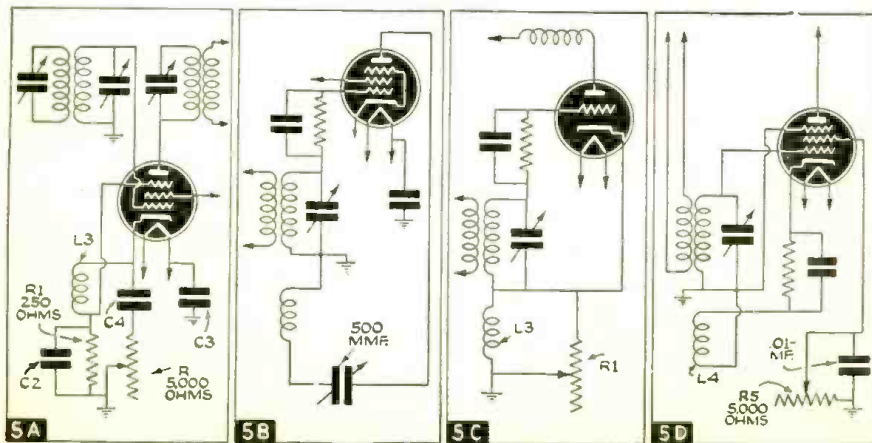 L3
R1
250
OHMS
C4
C3
C2
R
5,000
OHMS
5A
500
MMF.
5B
L3
R1
5C
.01-
MF.
L4
R5
5,000
OHMS
5D